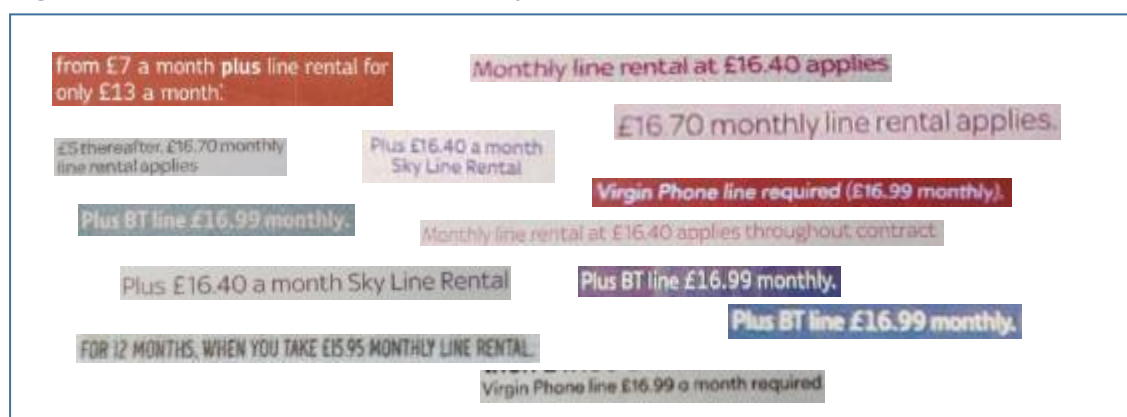 from £7 a month plus line rental for
only £13 a month.
Monthly line rental at £16.40 applies
£16.70 monthly line rental applies.
£5 thereafter. £16.70 monthly
line rental applies
Plus £16.40 a month
Sky Line Rental
Virgin Phone line required (£16.99 monthly).
Plus BT line £16.99 monthly.
Monthly line rental at £16.40 applies throughout contract
Plus £16.40 a month Sky Line Rental
Plus BT line £16.99 monthly.
Plus BT line £16.99 monthly.
FOR 12 MONTHS, WHEN YOU TAKE £15.95 MONTHLY LINE RENTAL.
Virgin Phone line £16.99 a month required